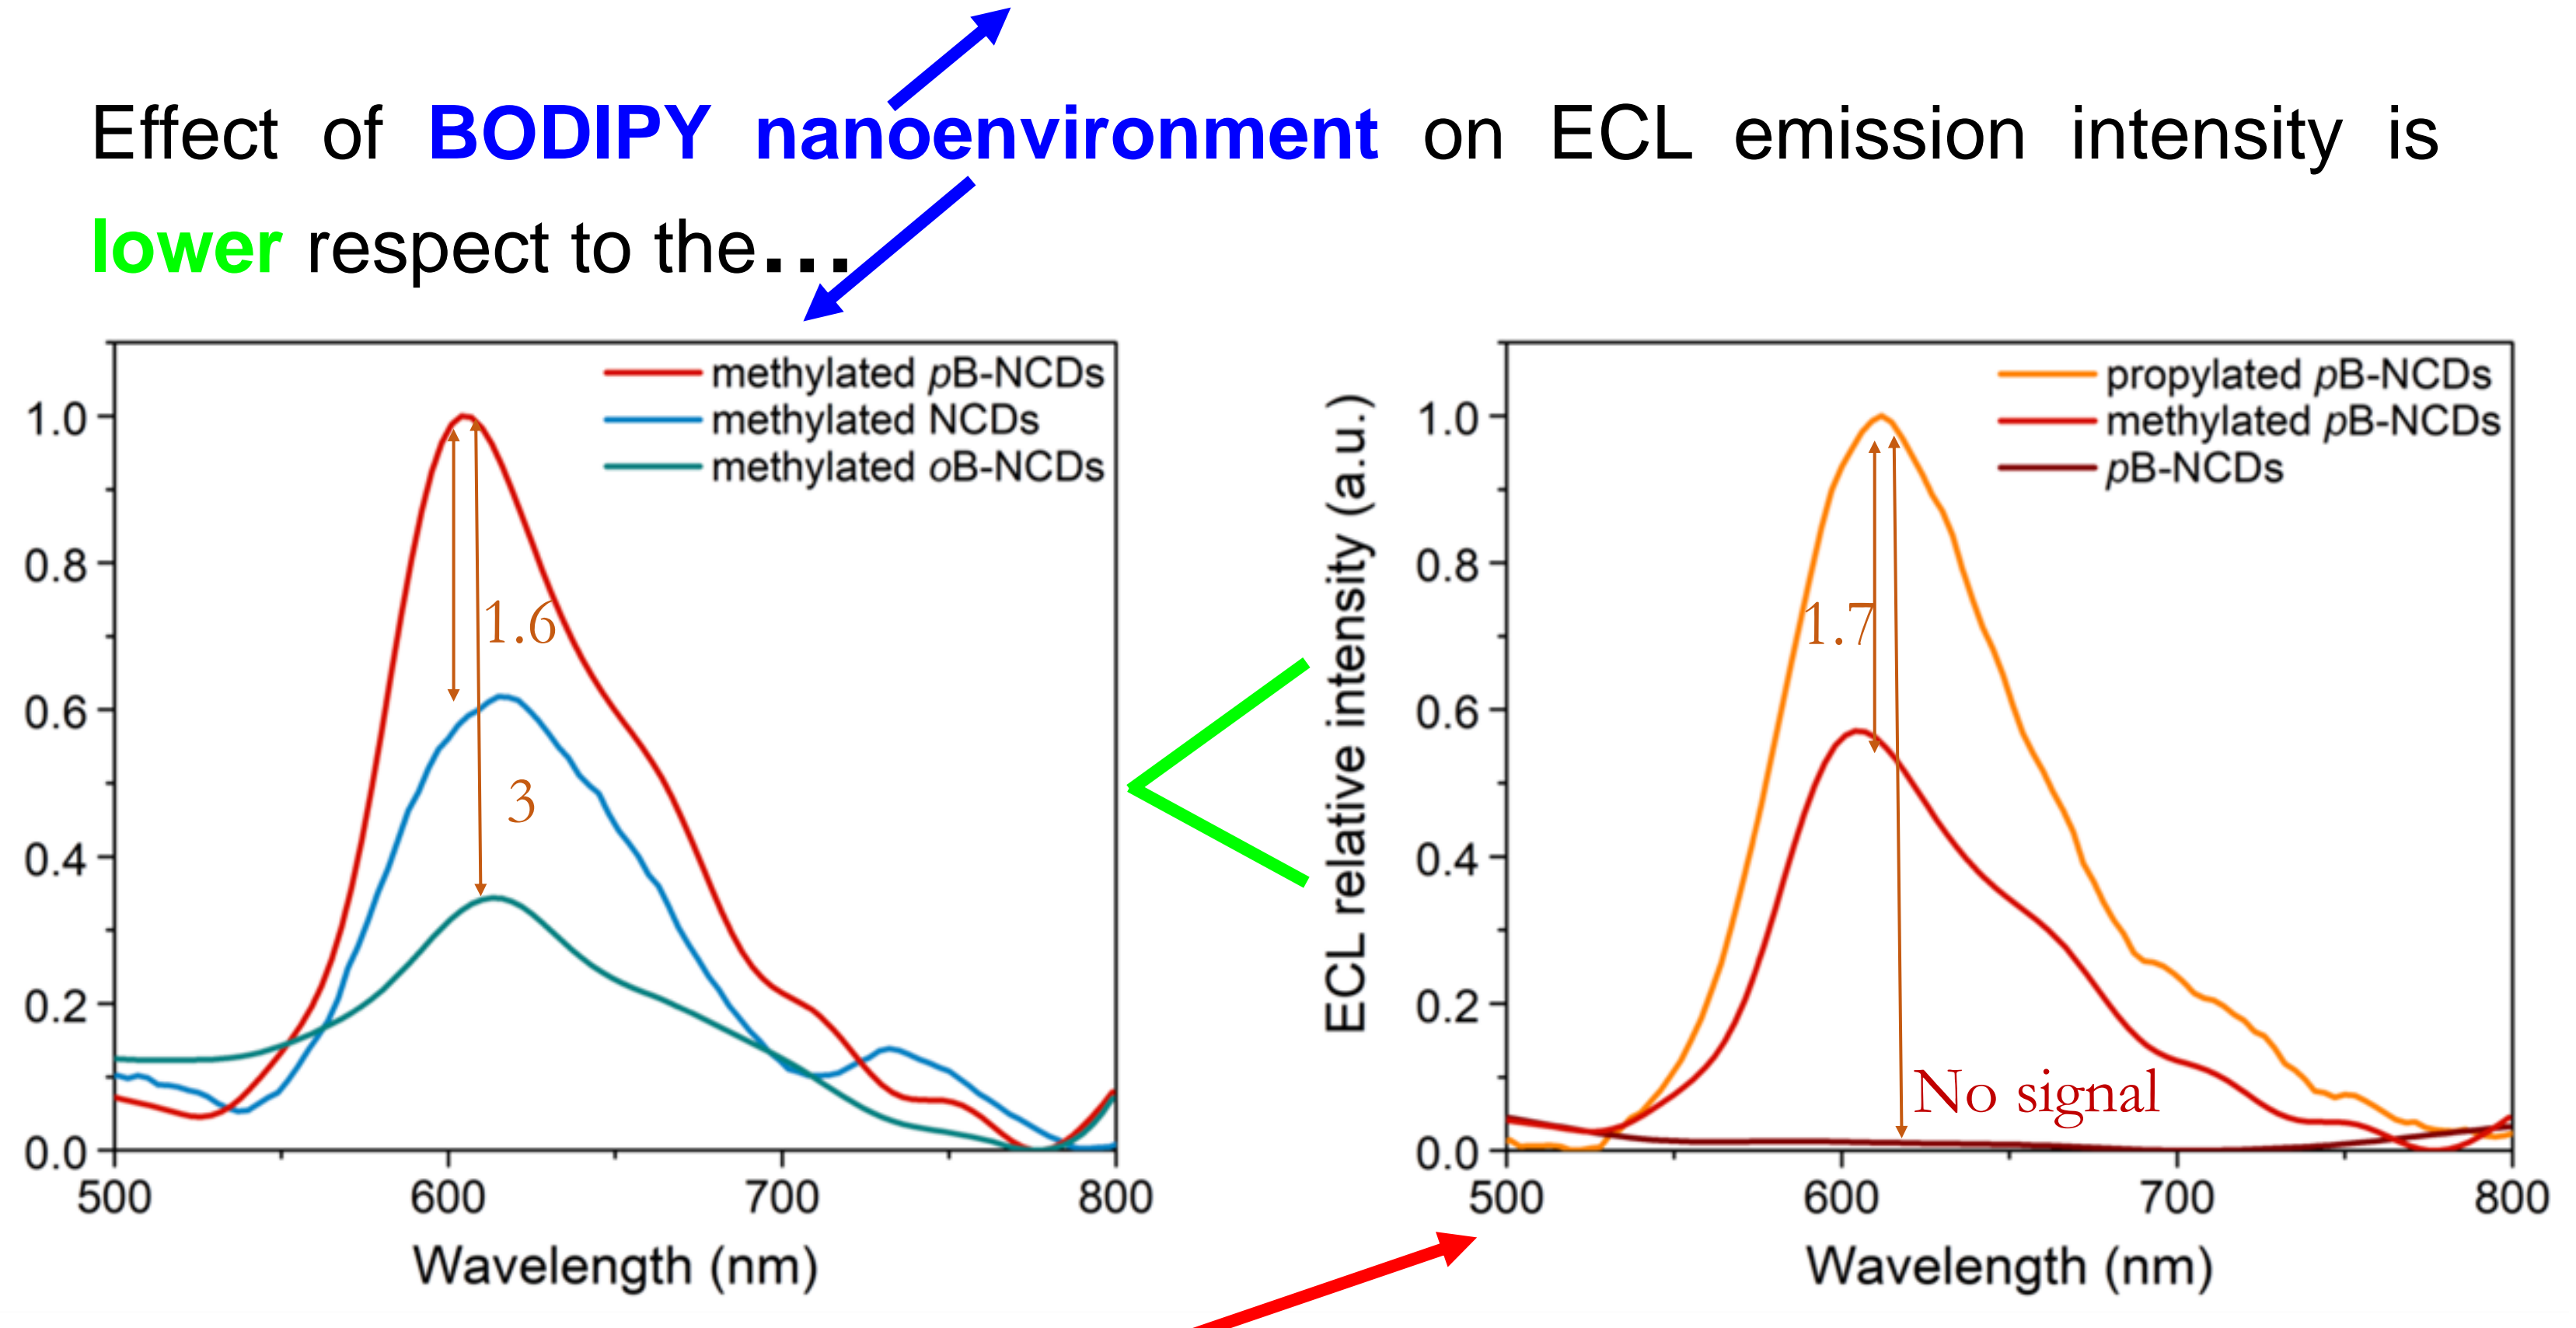 Effect of BODIPY nanoenvironment on ECL emission intensity is
lower respect to the...
methylated pB-NCDs
methylated NCDs
methylated oB-NCDs
1.0
0.8
0.6
0.4
0.2
0.0
1.6
3
500 600 700 800
Wavelength (nm)
ECL relative intensity (a.u.)
propylated pB-NCDs
methylated pB-NCDs
pB-NCDs
1.0
0.8
0.6
0.4
0.2
0.0
1.7
No signal
500 600 700 800
Wavelength (nm)